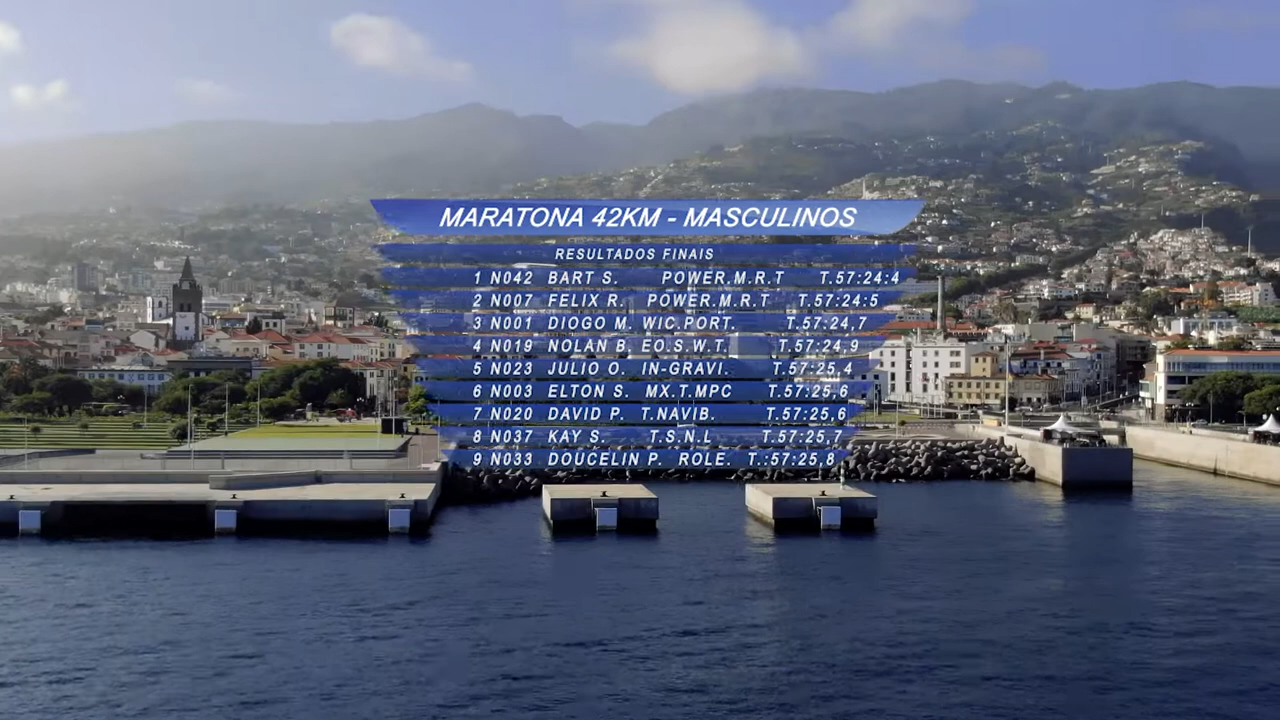 MARATONA 42KM - MASCULINOS
RESULTADOS FINAIS
1 N042 BART S. POWER.M.R.T T.57:24:4
2 N007 FELIX R. POWER.M.R.T T.57:24:5
3 N001 DIOGO M. WIC.PORT. T.57:24,7
4 N019 NOLAN B. EO.S.W.T. T.57:24,9
5 N023 JULIO O. IN-GRAVI. T.57:25,4
6 N003 ELTON S. MX.T.MPC T.57:25,6
7 N020 DAVID P. T.NAVIB. T.57:25,6
8 N037 KAY S. T.S.N.L T.57:25,7
9 N033 DOUCELIN P. ROLE. T.:57:25,8